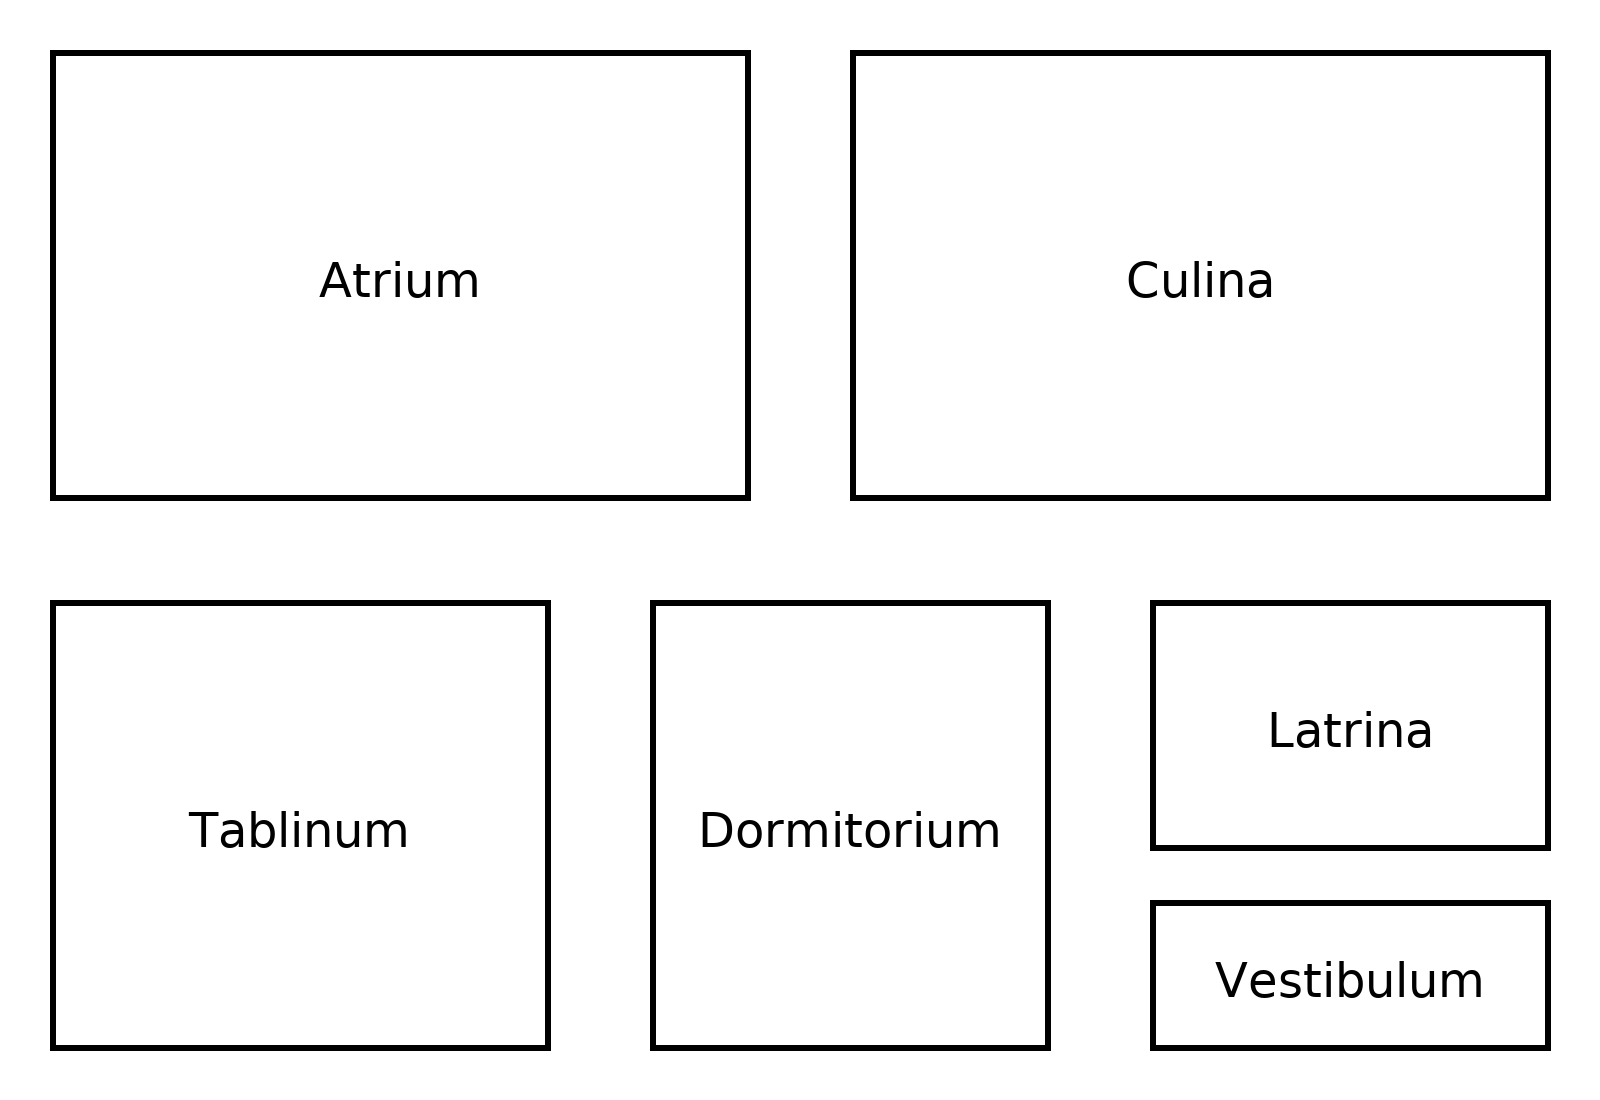 Atrium
Culina
Tablinum
Dormitorium
Latrina
Vestibulum